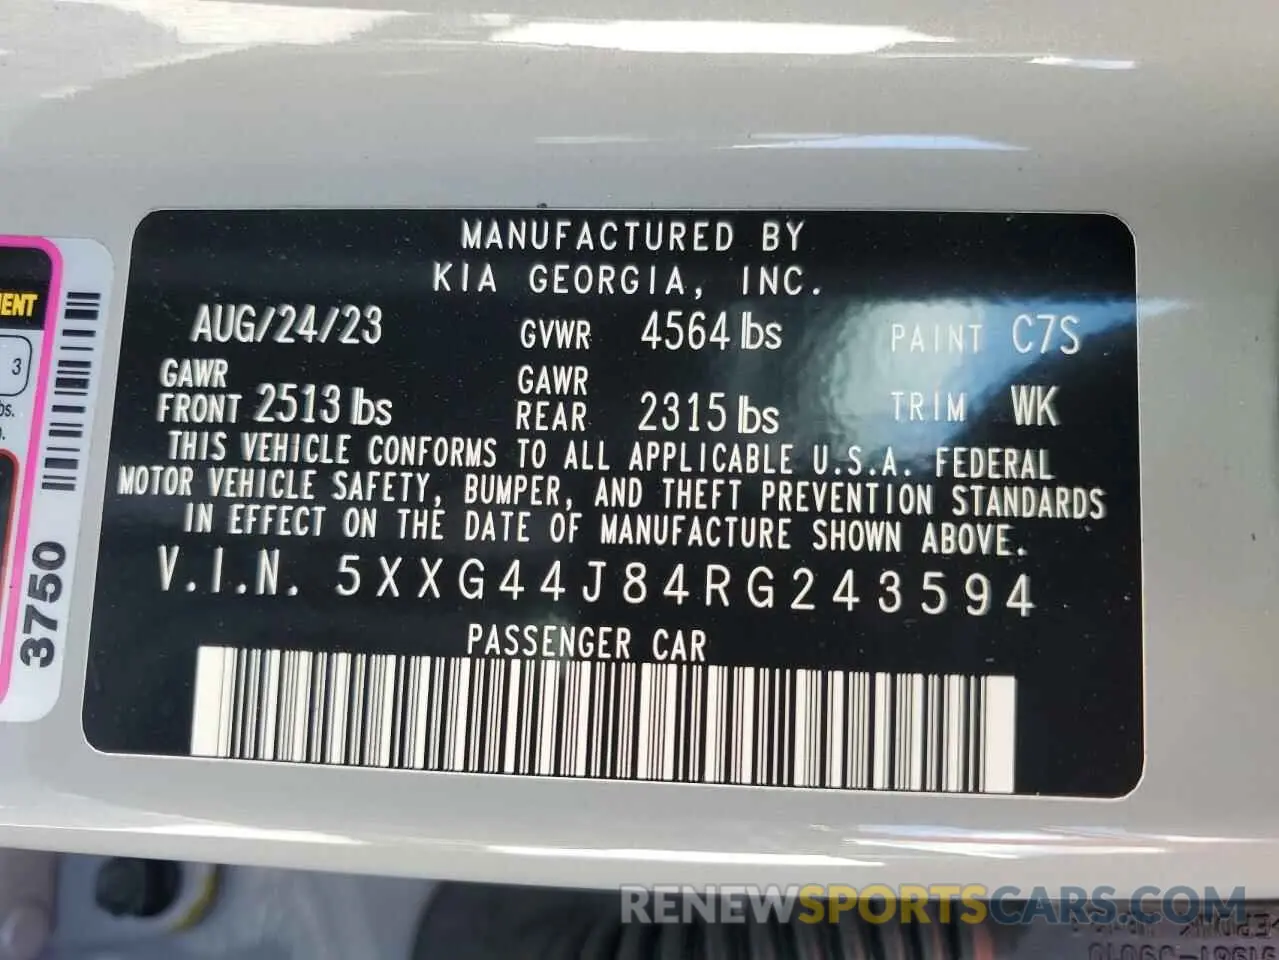 MANUFACTURED BY
KIA GEORGIA, INC.
AUG/24/23 GVWR 4564 lbs PAINT C7S
GAWR FRONT 2513 lbs GAWR REAR 2315 lbs TRIM WK
THIS VEHICLE CONFORMS TO ALL APPLICABLE U.S.A. FEDERAL
MOTOR VEHICLE SAFETY, BUMPER, AND THEFT PREVENTION STANDARDS
IN EFFECT ON THE DATE OF MANUFACTURE SHOWN ABOVE.
V.I.N. 5XXG44J84RG243594
PASSENGER CAR
3
3750
RENEWSPORTSCARS.COM